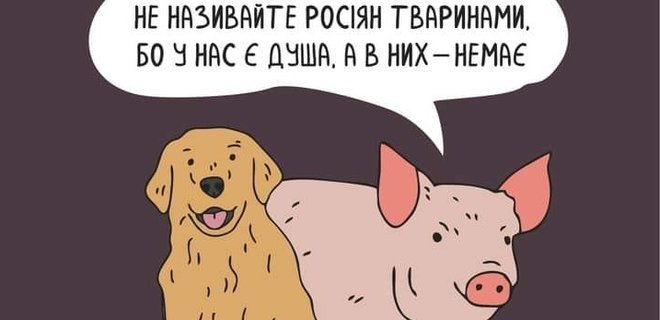 НЕ НАЗИВАЙТЕ РОСІЯН ТВАРИНАМИ,
БО У НАС Є ДУША, А В НИХ – НЕМАЄ